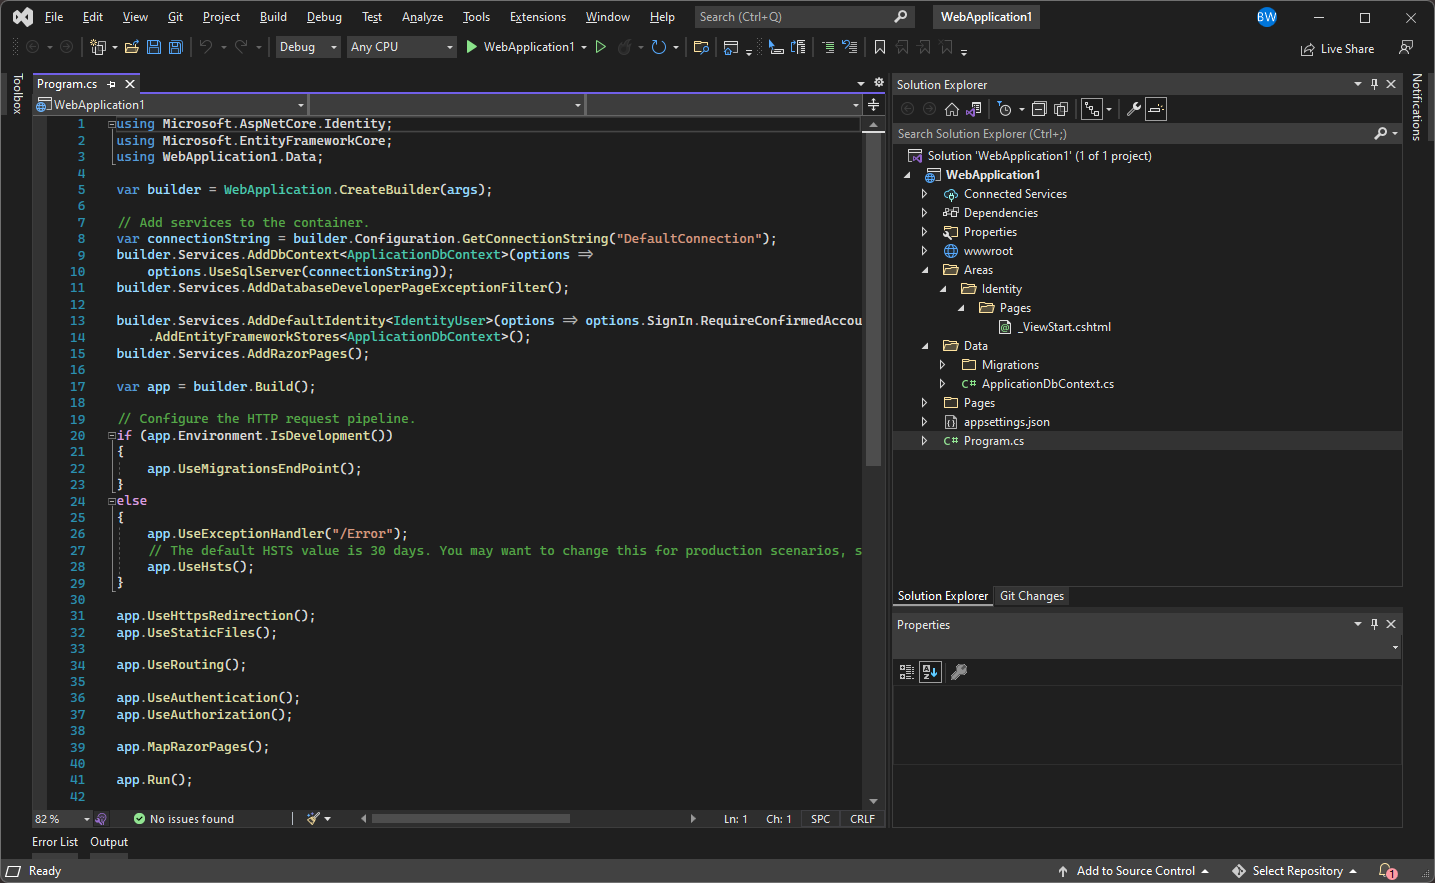 File Edit View Git Project Build Debug Test Analyze Tools Extensions Window Help Search (Ctrl+Q) WebApplication1 BW
Debug Any CPU WebApplication1 Live Share
Toolbox
Program.cs
WebApplication1
1 using Microsoft.AspNetCore.Identity;
2 using Microsoft.EntityFrameworkCore;
3 using WebApplication1.Data;
4
5 var builder = WebApplication.CreateBuilder(args);
6
7 // Add services to the container.
8 var connectionString = builder.Configuration.GetConnectionString("DefaultConnection");
9 builder.Services.AddDbContext<ApplicationDbContext>(options =>
10 options.UseSqlServer(connectionString));
11 builder.Services.AddDatabaseDeveloperPageExceptionFilter();
12
13 builder.Services.AddDefaultIdentity<IdentityUser>(options => options.SignIn.RequireConfirmedAccou
14 .AddEntityFrameworkStores<ApplicationDbContext>();
15 builder.Services.AddRazorPages();
16
17 var app = builder.Build();
18
19 // Configure the HTTP request pipeline.
20 if (app.Environment.IsDevelopment())
21 {
22 app.UseMigrationsEndPoint();
23 }
24 else
25 {
26 app.UseExceptionHandler("/Error");
27 // The default HSTS value is 30 days. You may want to change this for production scenarios, s
28 app.UseHsts();
29 }
30
31 app.UseHttpsRedirection();
32 app.UseStaticFiles();
33
34 app.UseRouting();
35
36 app.UseAuthentication();
37 app.UseAuthorization();
38
39 app.MapRazorPages();
40
41 app.Run();
42
82 % No issues found Ln: 1 Ch: 1 SPC CRLF
Solution Explorer
Search Solution Explorer (Ctrl+;)
Solution 'WebApplication1' (1 of 1 project)
WebApplication1
Connected Services
Dependencies
Properties
wwwroot
Areas
Identity
Pages
_ViewStart.cshtml
Data
Migrations
C# ApplicationDbContext.cs
Pages
appsettings.json
C# Program.cs
Solution Explorer Git Changes
Properties
Notifications
Error List Output
Ready Add to Source Control Select Repository 1